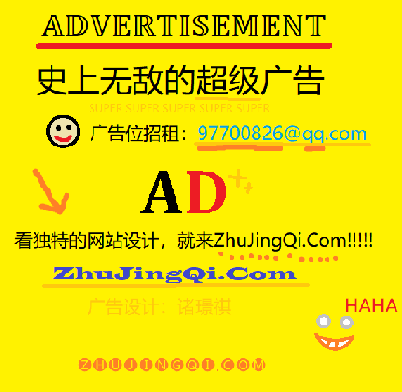 ADVERTISEMENT
史上无敌的超级广告
SUPER SUPER SUPER SUPER SUPER
广告位招租：97700826@qq.com
AD++
看独特的网站设计，就来ZhuJingQi.Com!!!!!
ZhuJingQi.Com
广告设计：诸璟祺
HAHA
ZHUJINGQI.COM